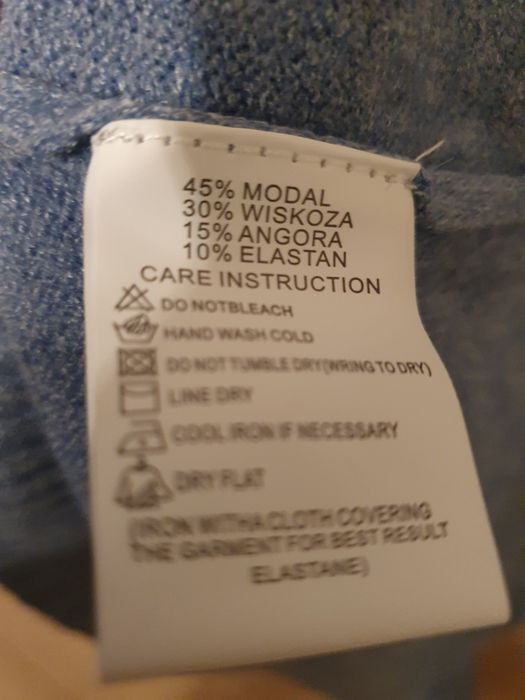 45% MODAL
30% WISKOZA
15% ANGORA
10% ELASTAN
CARE INSTRUCTION
DO NOTBLEACH
HAND WASH COLD
DO NOT TUMBLE DRY(WRING TO DRY)
LINE DRY
COOL IRON IF NECESSARY
DRY FLAT
(IRON WITHA CLOTH COVERING
THE GARMENT FOR BEST RESULT
ELASTANE)